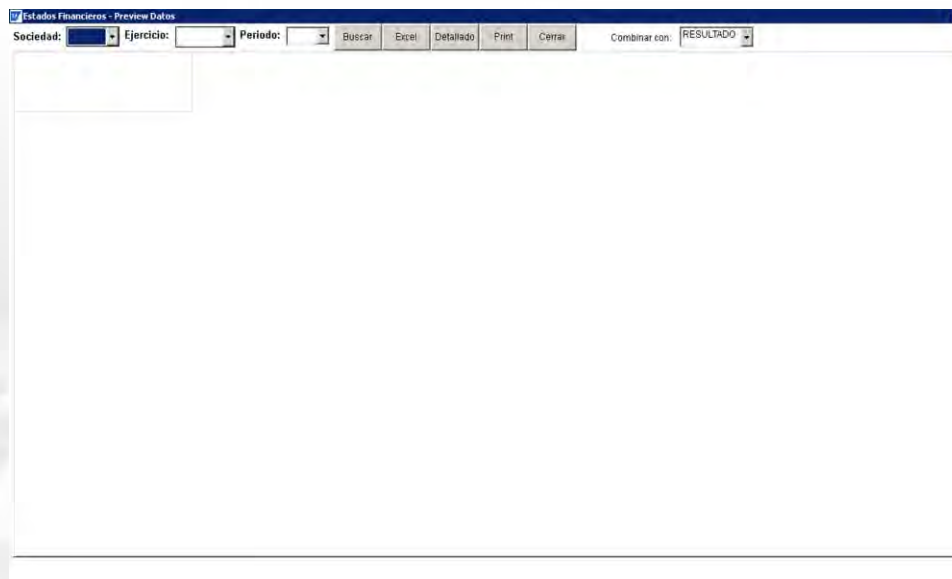 Estados Financieros - Preview Datos
Sociedad: Ejercicio: Periodo: Buscar Excel Detallado Print Cerrar Combinar con: RESULTADO